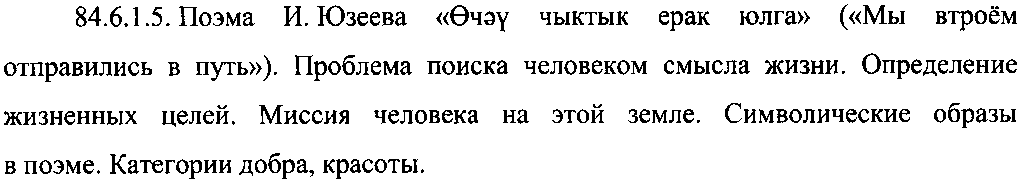 84.6.1.5. Поэма И. Юзеева «Өчәү чыктык ерак юлга» («Мы втроём
отправились в путь»). Проблема поиска человеком смысла жизни. Определение
жизненных целей. Миссия человека на этой земле. Символические образы
в поэме. Категории добра, красоты.